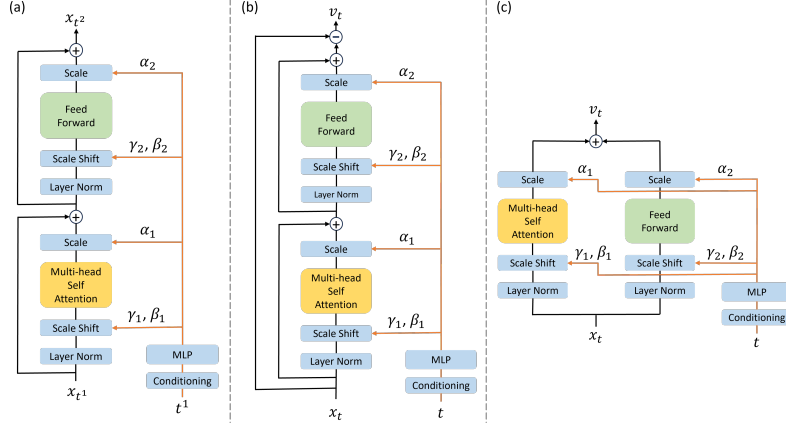 (a)
x_{t^2}
+
Scale
α_2
Feed
Forward
Scale Shift
γ_2, β_2
Layer Norm
+
Scale
α_1
Multi-head
Self
Attention
Scale Shift
γ_1, β_1
Layer Norm
MLP
Conditioning
x_{t^1}
t^1
(b)
v_t
−
+
Scale
α_2
Feed
Forward
Scale Shift
γ_2, β_2
Layer Norm
+
Scale
α_1
Multi-head
Self
Attention
Scale Shift
γ_1, β_1
Layer Norm
MLP
Conditioning
x_t
t
(c)
v_t
+
Scale
α_1
Scale
α_2
Multi-head
Self
Attention
Feed
Forward
Scale Shift
γ_1, β_1
Scale Shift
γ_2, β_2
Layer Norm
Layer Norm
MLP
Conditioning
x_t
t